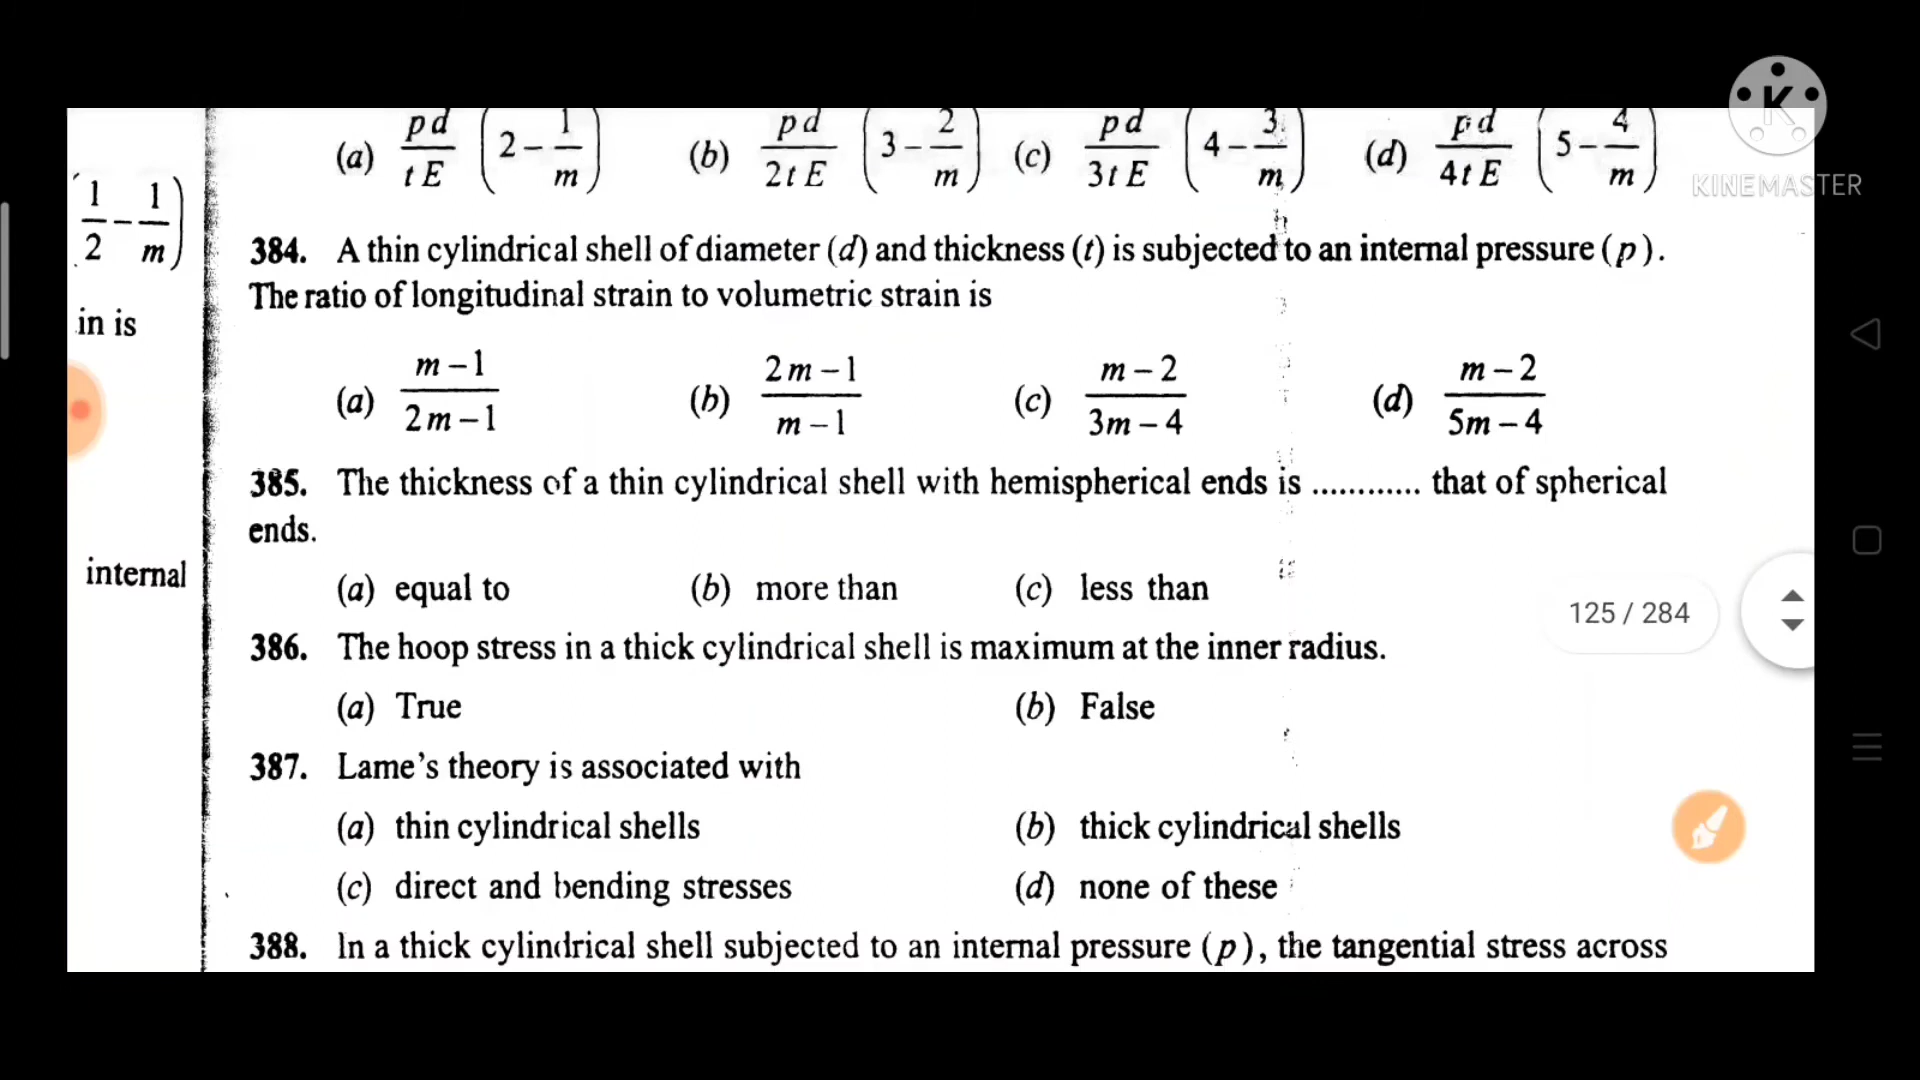 (a) pd/tE (2 – 1/m) (b) pd/2tE (3 – 2/m) (c) pd/3tE (4 – 3/m) (d) pd/4tE (5 – 4/m)
KINEMASTER
1/2 – 1/m)
384. A thin cylindrical shell of diameter (d) and thickness (t) is subjected to an internal pressure (p).
The ratio of longitudinal strain to volumetric strain is
in is
(a) m – 1/2m – 1 (b) 2m – 1/m – 1 (c) m – 2/3m – 4 (d) m – 2/5m – 4
385. The thickness of a thin cylindrical shell with hemispherical ends is ............ that of spherical
ends.
internal
(a) equal to (b) more than (c) less than
125 / 284
386. The hoop stress in a thick cylindrical shell is maximum at the inner radius.
(a) True (b) False
387. Lame's theory is associated with
(a) thin cylindrical shells (b) thick cylindrical shells
(c) direct and bending stresses (d) none of these
388. In a thick cylindrical shell subjected to an internal pressure (p), the tangential stress across